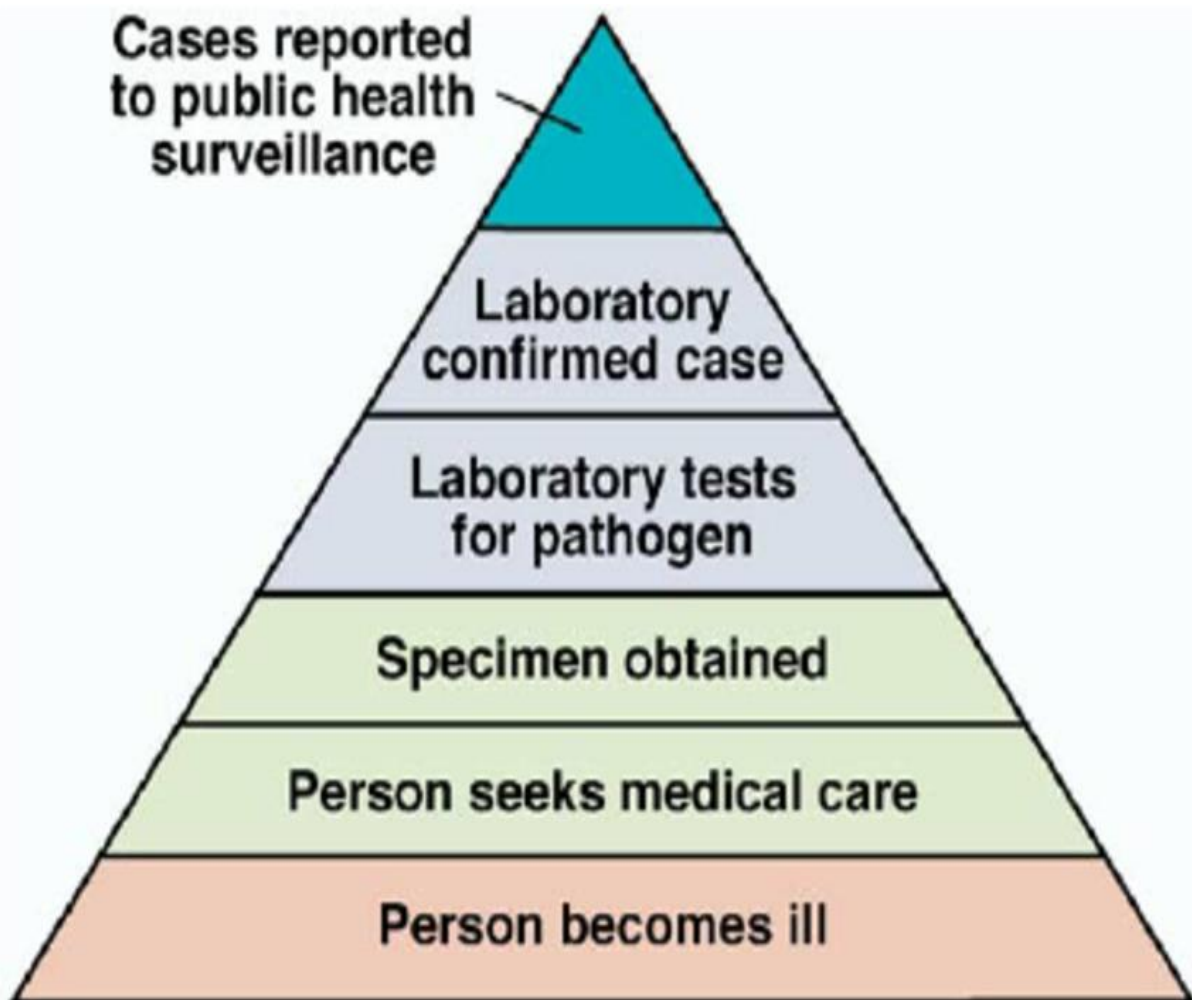 Cases reported
to public health
surveillance
Laboratory
confirmed case
Laboratory tests
for pathogen
Specimen obtained
Person seeks medical care
Person becomes ill